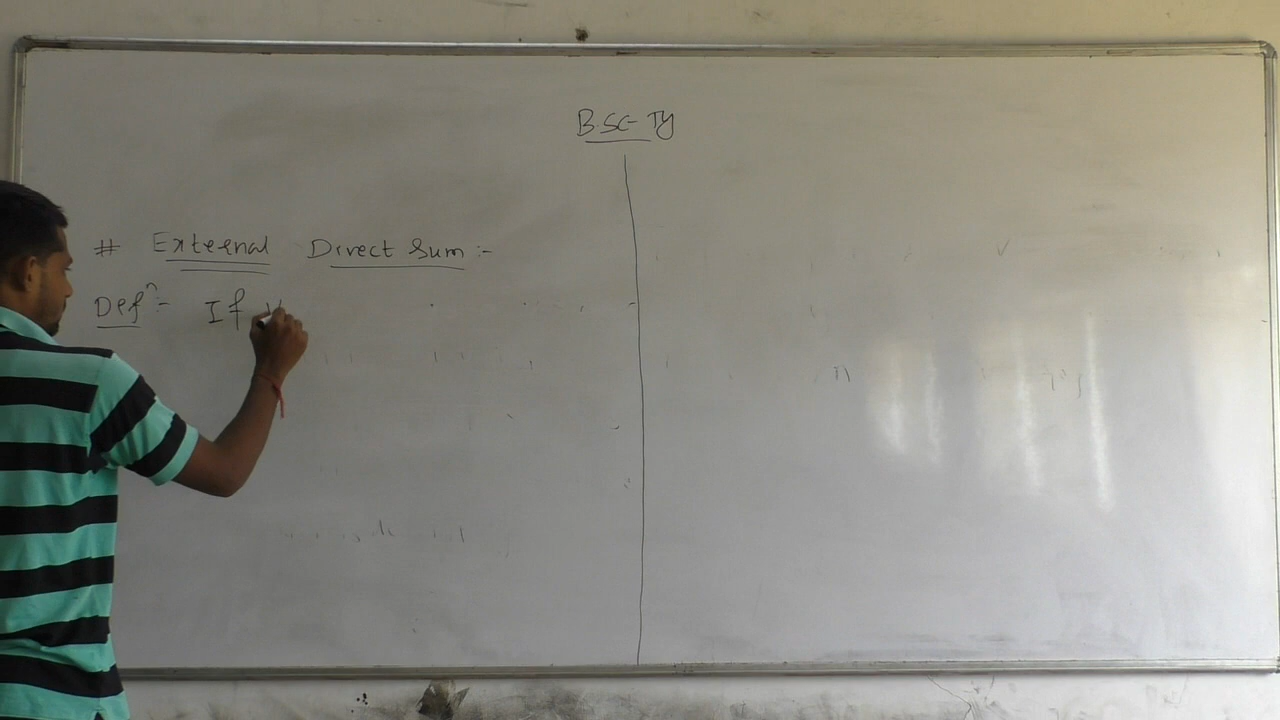 BSC-TY
# External Direct Sum :-
Defⁿ :- If